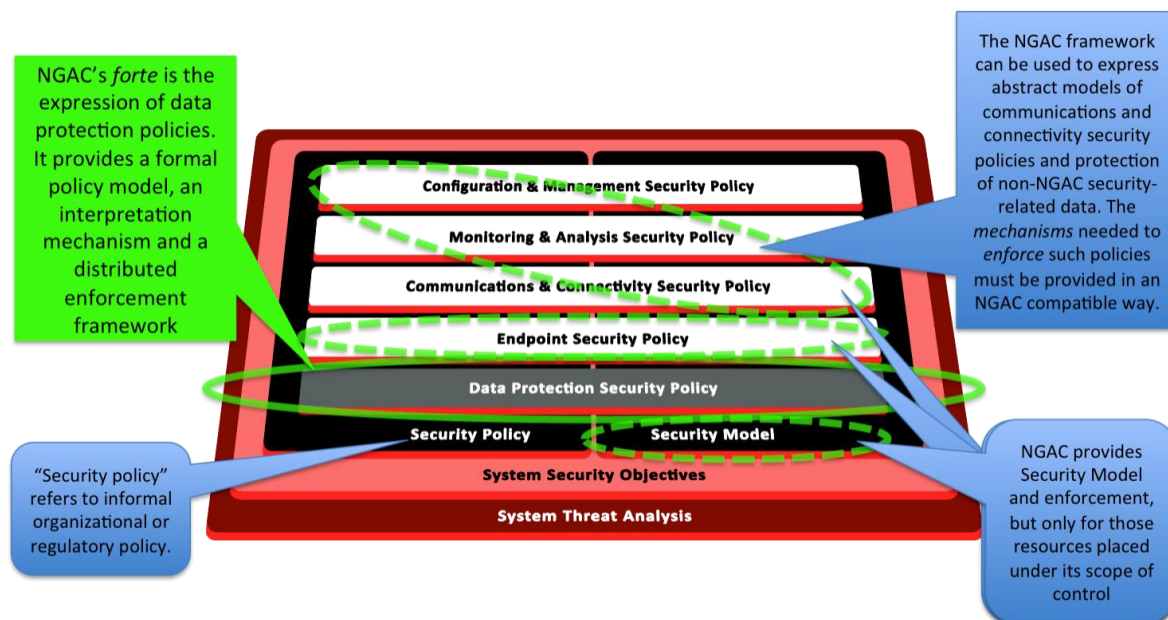 NGAC's forte is the
expression of data
protection policies.
It provides a formal
policy model, an
interpretation
mechanism and a
distributed
enforcement
framework
The NGAC framework
can be used to express
abstract models of
communications and
connectivity security
policies and protection
of non-NGAC security-
related data. The
mechanisms needed to
enforce such policies
must be provided in an
NGAC compatible way.
Configuration & Management Security Policy
Monitoring & Analysis Security Policy
Communications & Connectivity Security Policy
Endpoint Security Policy
Data Protection Security Policy
Security Policy
Security Model
System Security Objectives
System Threat Analysis
“Security policy”
refers to informal
organizational or
regulatory policy.
NGAC provides
Security Model
and enforcement,
but only for those
resources placed
under its scope of
control